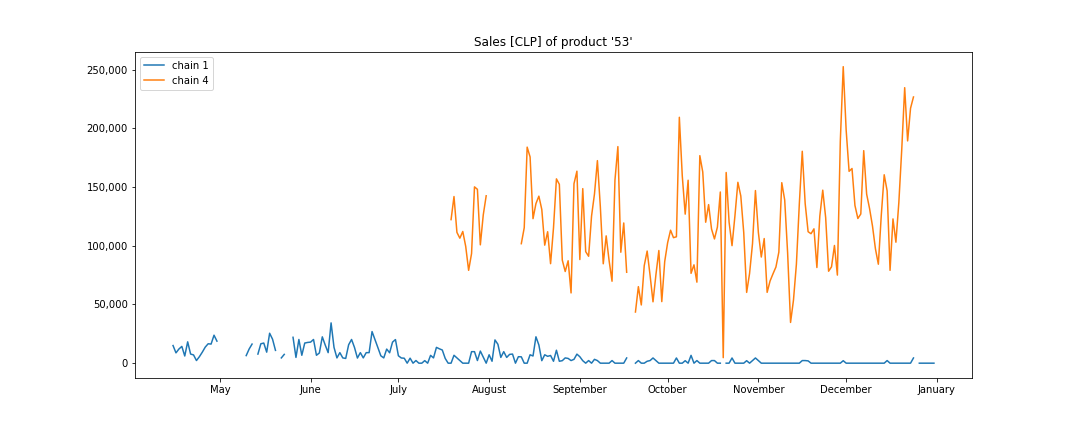 Sales [CLP] of product '53'
chain 1
chain 4
250,000
200,000
150,000
100,000
50,000
0
May June July August September October November December January